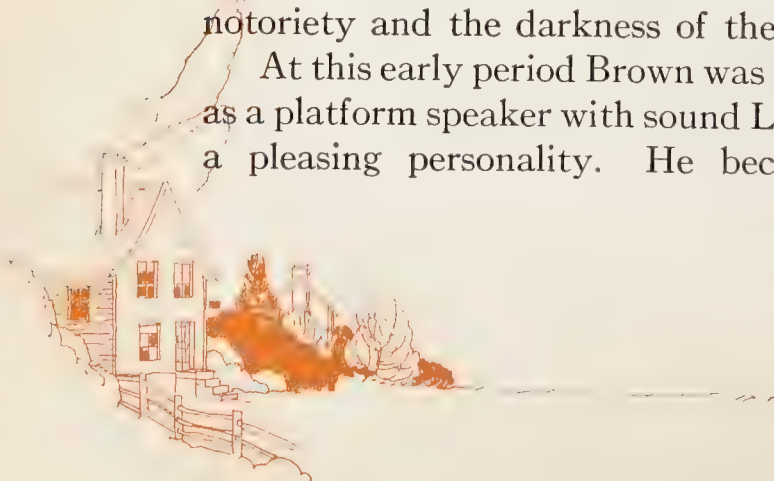 notoriety and the darkness of the
At this early period Brown was
as a platform speaker with sound L
a pleasing personality. He bec